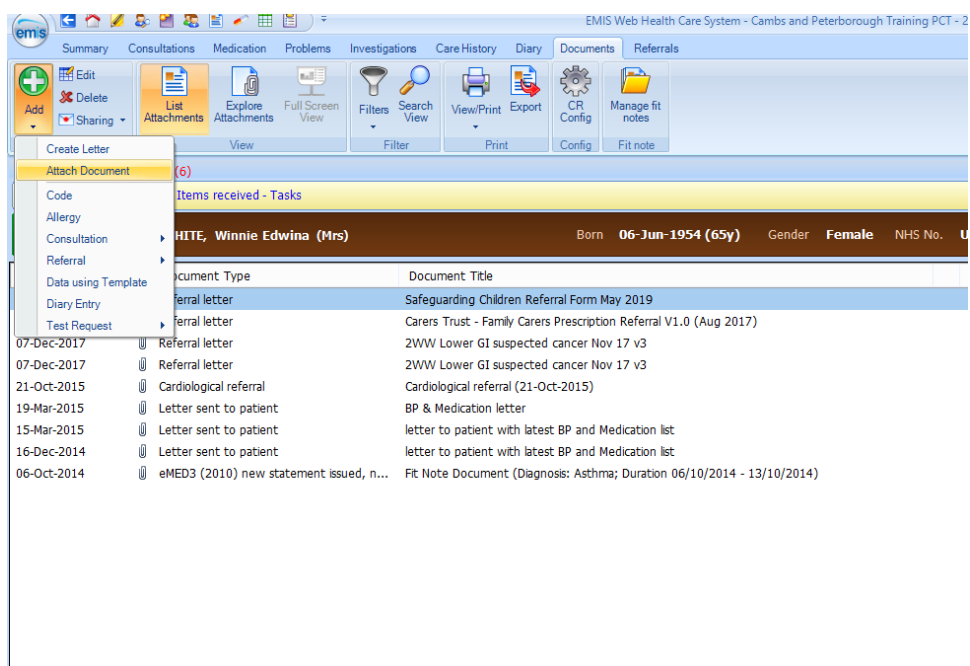 emis
EMIS Web Health Care System - Cambs and Peterborough Training PCT - 2
Summary Consultations Medication Problems Investigations Care History Diary Documents Referrals
Add
Edit
Delete
Sharing
List Attachments
Explore Attachments
Full Screen View
Filters
Search View
View/Print
Export
CR Config
Manage fit notes
View Filter Print Config Fit note
Create Letter
Attach Document
Code
Allergy
Consultation
Referral
Data using Template
Diary Entry
Test Request
(6)
Items received - Tasks
HITE, Winnie Edwina (Mrs) Born 06-Jun-1954 (65y) Gender Female NHS No. U
ocument Type Document Title
ferral letter Safeguarding Children Referral Form May 2019
ferral letter Carers Trust - Family Carers Prescription Referral V1.0 (Aug 2017)
07-Dec-2017 Referral letter 2WW Lower GI suspected cancer Nov 17 v3
07-Dec-2017 Referral letter 2WW Lower GI suspected cancer Nov 17 v3
21-Oct-2015 Cardiological referral Cardiological referral (21-Oct-2015)
19-Mar-2015 Letter sent to patient BP & Medication letter
15-Mar-2015 Letter sent to patient letter to patient with latest BP and Medication list
16-Dec-2014 Letter sent to patient letter to patient with latest BP and Medication list
06-Oct-2014 eMED3 (2010) new statement issued, n... Fit Note Document (Diagnosis: Asthma; Duration 06/10/2014 - 13/10/2014)